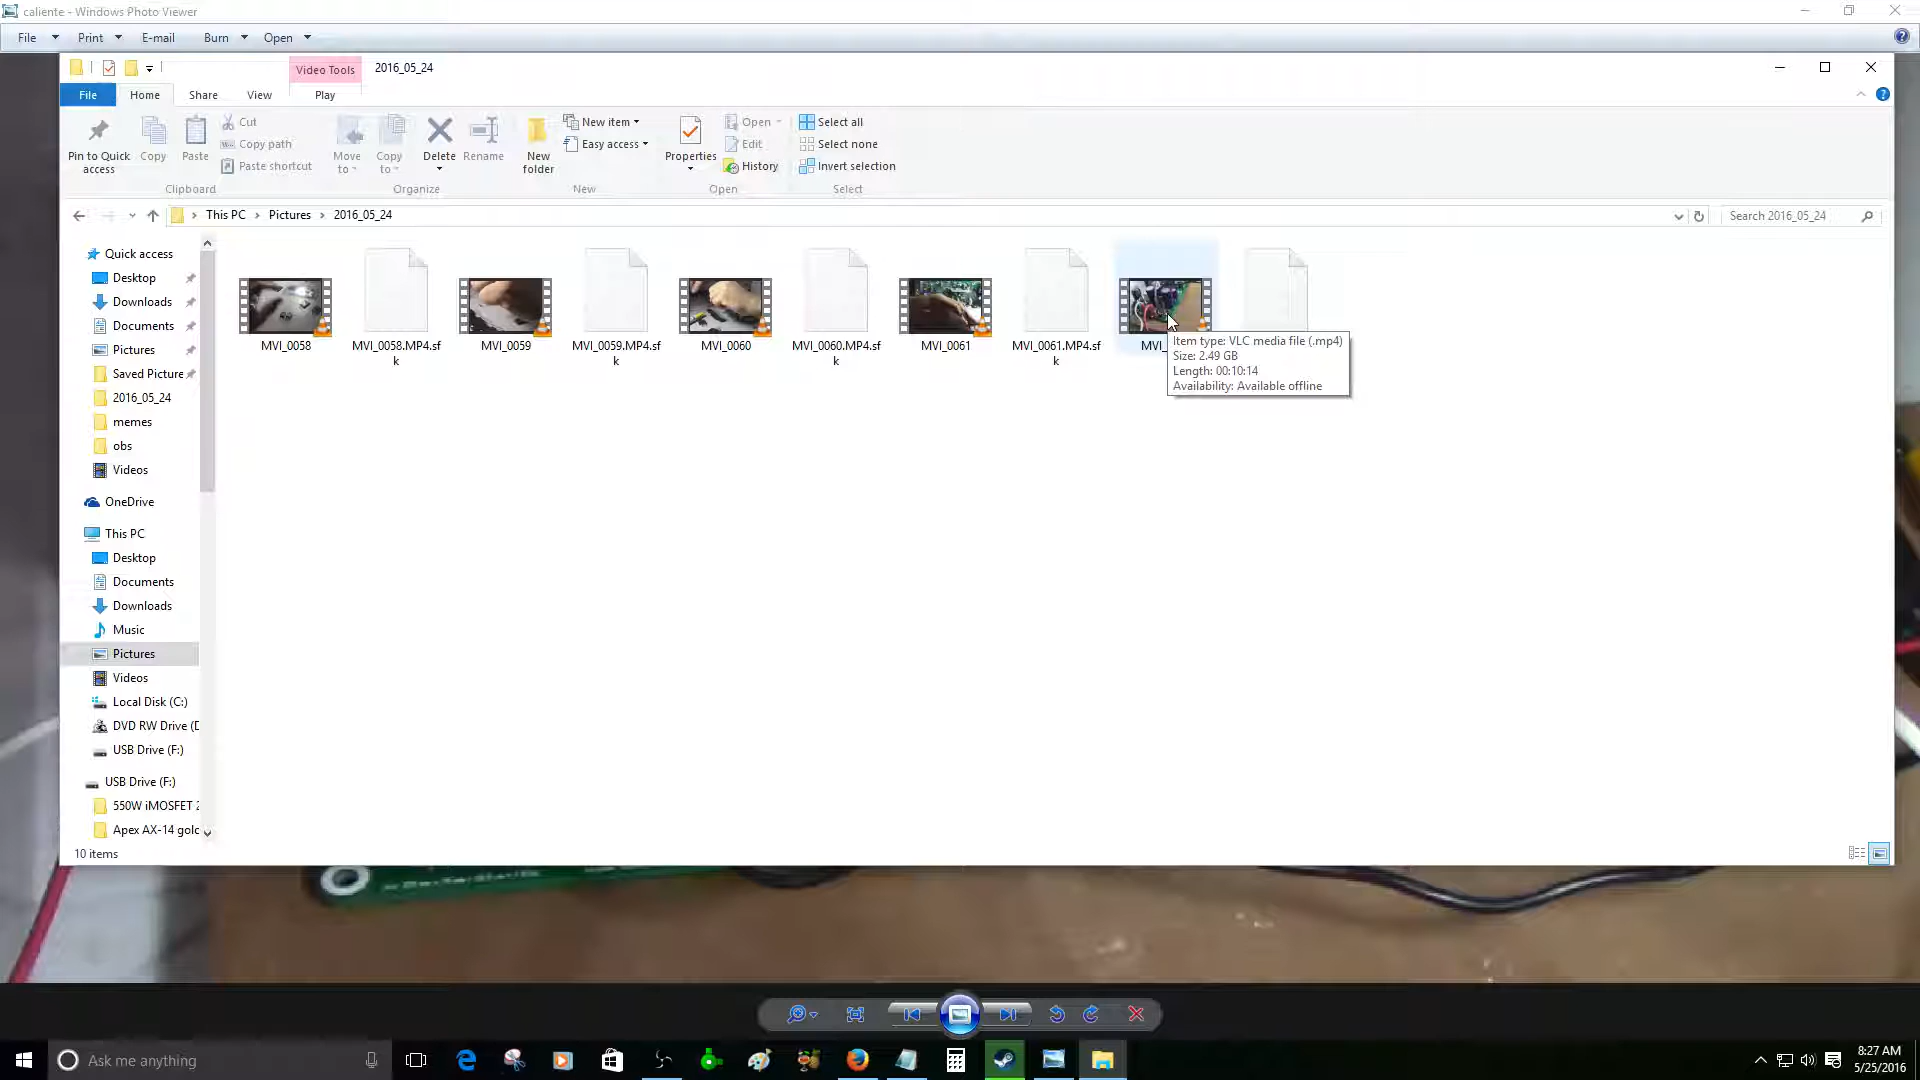 caliente - Windows Photo Viewer
File Print E-mail Burn Open
Video Tools 2016_05_24
File Home Share View Play
Pin to Quick access
Copy
Paste
Cut
Copy path
Paste shortcut
Clipboard
Move to
Copy to
Delete
Rename
Organize
New folder
New item
Easy access
New
Properties
Open
Edit
History
Open
Select all
Select none
Invert selection
Select
This PC > Pictures > 2016_05_24
Search 2016_05_24
Quick access
Desktop
Downloads
Documents
Pictures
Saved Picture
2016_05_24
memes
obs
Videos
OneDrive
This PC
Desktop
Documents
Downloads
Music
Pictures
Videos
Local Disk (C:)
DVD RW Drive (D
USB Drive (F:)
USB Drive (F:)
550W iMOSFET 2
Apex AX-14 gold
MVI_0058
MVI_0058.MP4.sf
k
MVI_0059
MVI_0059.MP4.sf
k
MVI_0060
MVI_0060.MP4.sf
k
MVI_0061
MVI_0061.MP4.sf
k
MVI_
Item type: VLC media file (.mp4)
Size: 2.49 GB
Length: 00:10:14
Availability: Available offline
10 items
Ask me anything
8:27 AM
5/25/2016